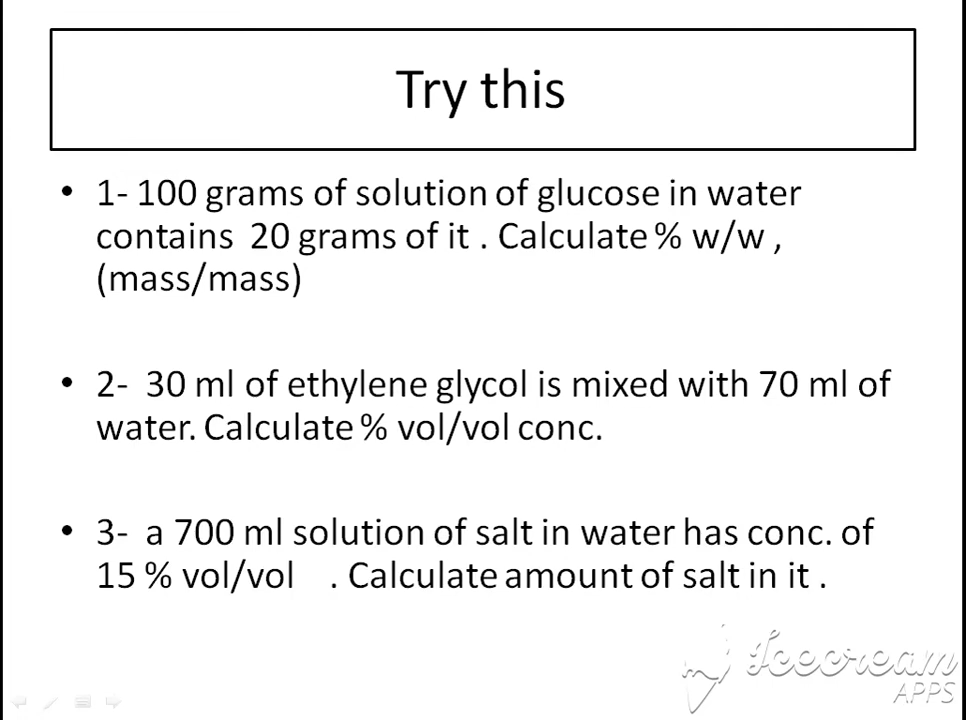 Try this
• 1- 100 grams of solution of glucose in water
contains 20 grams of it . Calculate % w/w ,
(mass/mass)
• 2- 30 ml of ethylene glycol is mixed with 70 ml of
water. Calculate % vol/vol conc.
• 3- a 700 ml solution of salt in water has conc. of
15 % vol/vol . Calculate amount of salt in it .
Icecream
APPS